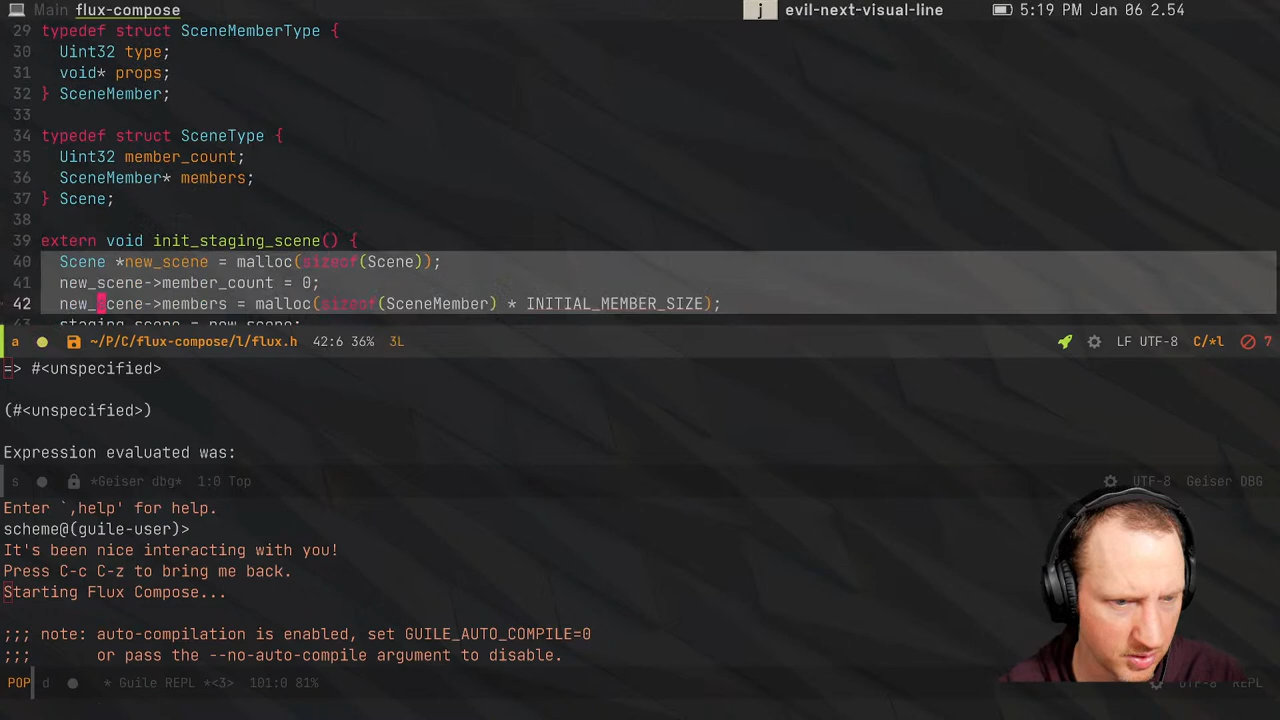 Main flux-compose
j evil-next-visual-line 5:19 PM Jan 06 2.54
29 typedef struct SceneMemberType {
30 Uint32 type;
31 void* props;
32 } SceneMember;
33
34 typedef struct SceneType {
35 Uint32 member_count;
36 SceneMember* members;
37 } Scene;
38
39 extern void init_staging_scene() {
40 Scene *new_scene = malloc(sizeof(Scene));
41 new_scene->member_count = 0;
42 new_scene->members = malloc(sizeof(SceneMember) * INITIAL_MEMBER_SIZE);
43 staging_scene = new_scene;
a ~/P/C/flux-compose/l/flux.h 42:6 36% 3L LF UTF-8 C/*l 7
=> #<unspecified>
(#<unspecified>)
Expression evaluated was:
s *Geiser dbg* 1:0 Top UTF-8 Geiser DBG
Enter `,help' for help.
scheme@(guile-user)>
It's been nice interacting with you!
Press C-c C-z to bring me back.
Starting Flux Compose...
;;; note: auto-compilation is enabled, set GUILE_AUTO_COMPILE=0
;;; or pass the --no-auto-compile argument to disable.
POP d * Guile REPL *<3> 101:0 81% UTF-8 REPL